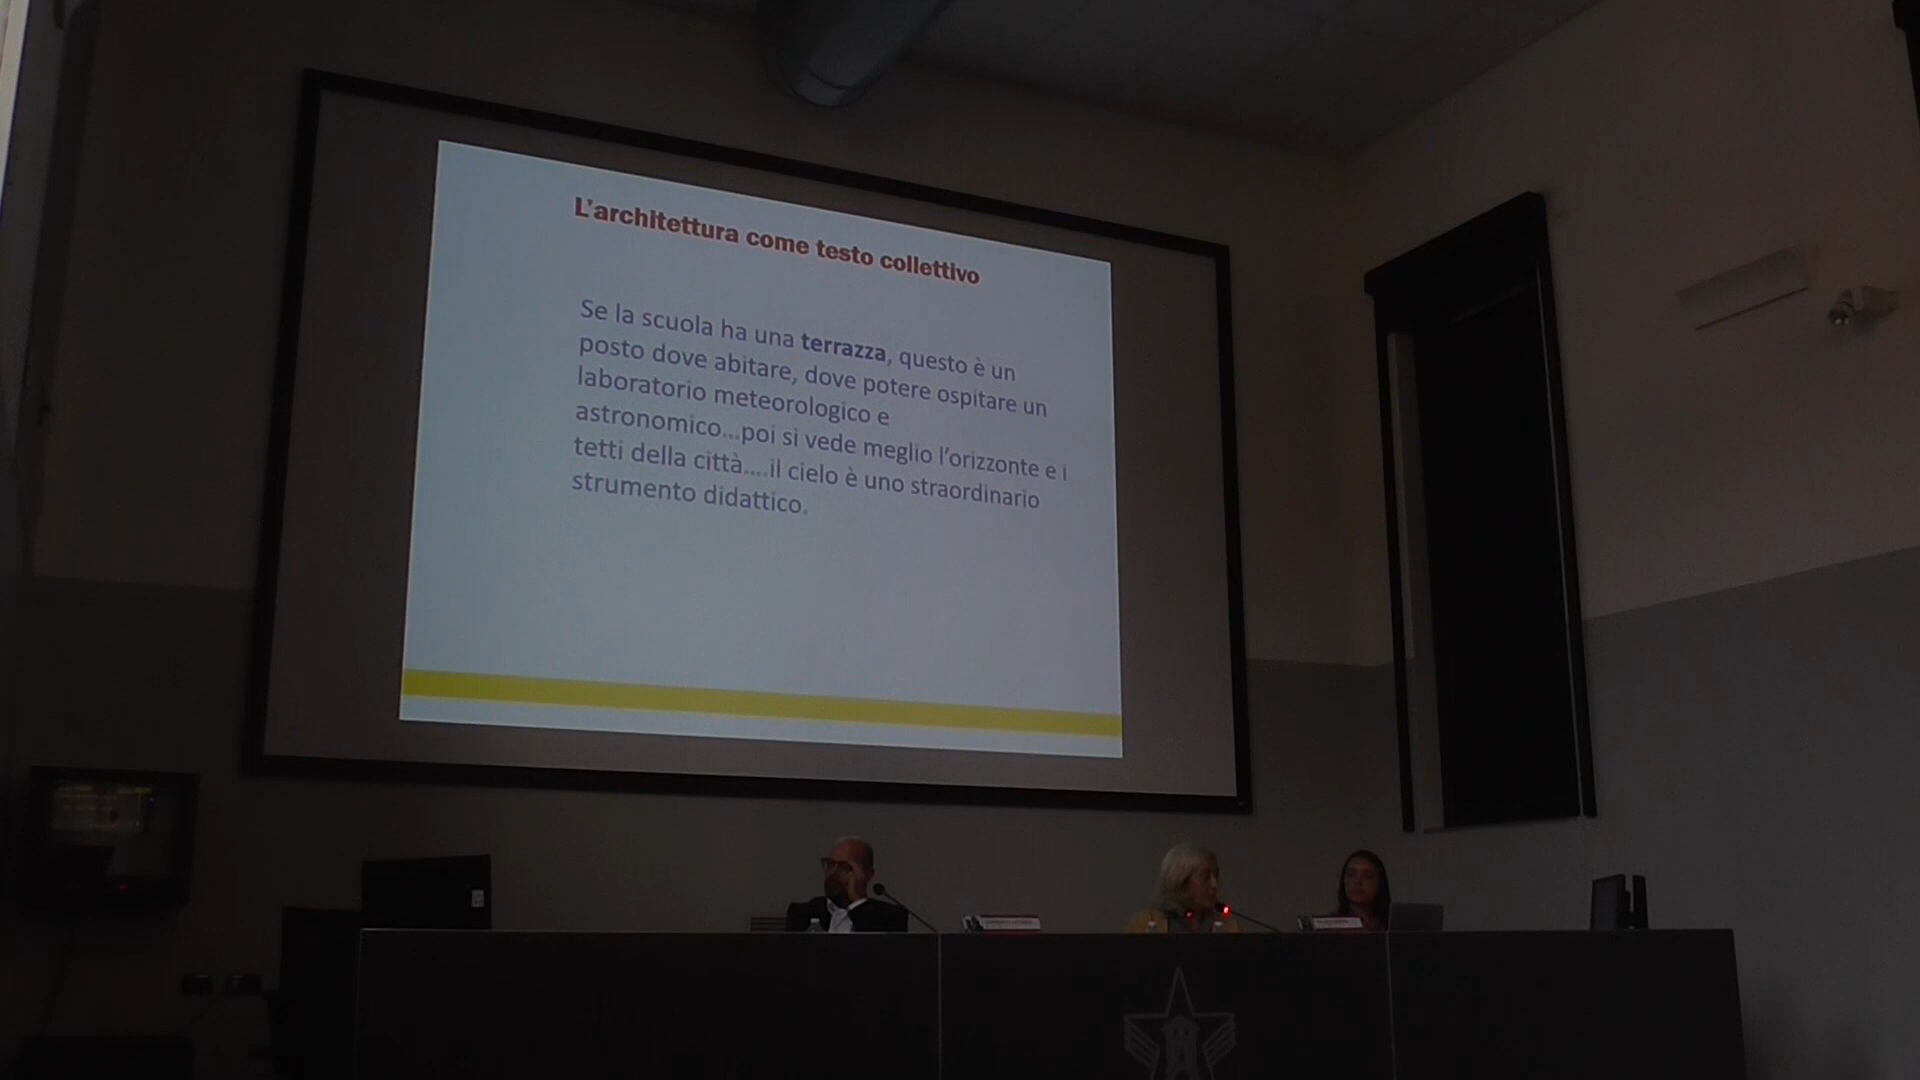 L'architettura come testo collettivo
Se la scuola ha una terrazza, questo è un
posto dove abitare, dove potere ospitare un
laboratorio meteorologico e
astronomico...poi si vede meglio l'orizzonte e i
tetti della città....il cielo è uno straordinario
strumento didattico.